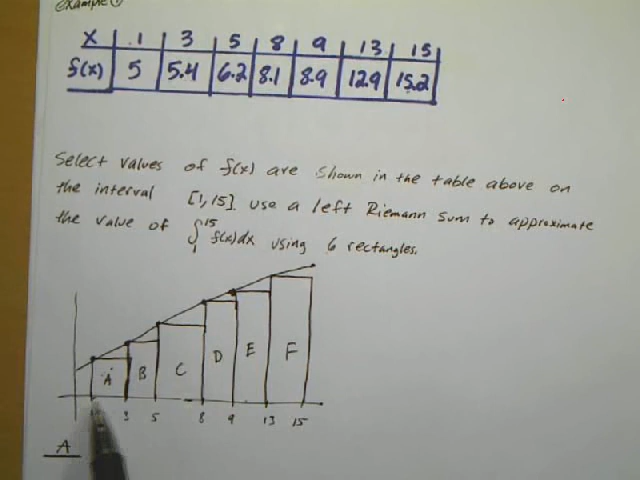 example ①
x 1 3 5 8 9 13 15
f(x) 5 5.4 6.2 8.1 8.9 12.9 15.2
Select values of f(x) are shown in the table above on
the interval [1,15]. Use a left Riemann sum to approximate
the value of ∫₁¹⁵ f(x)dx using 6 rectangles.
A B C D E F
3 5 8 9 13 15
A